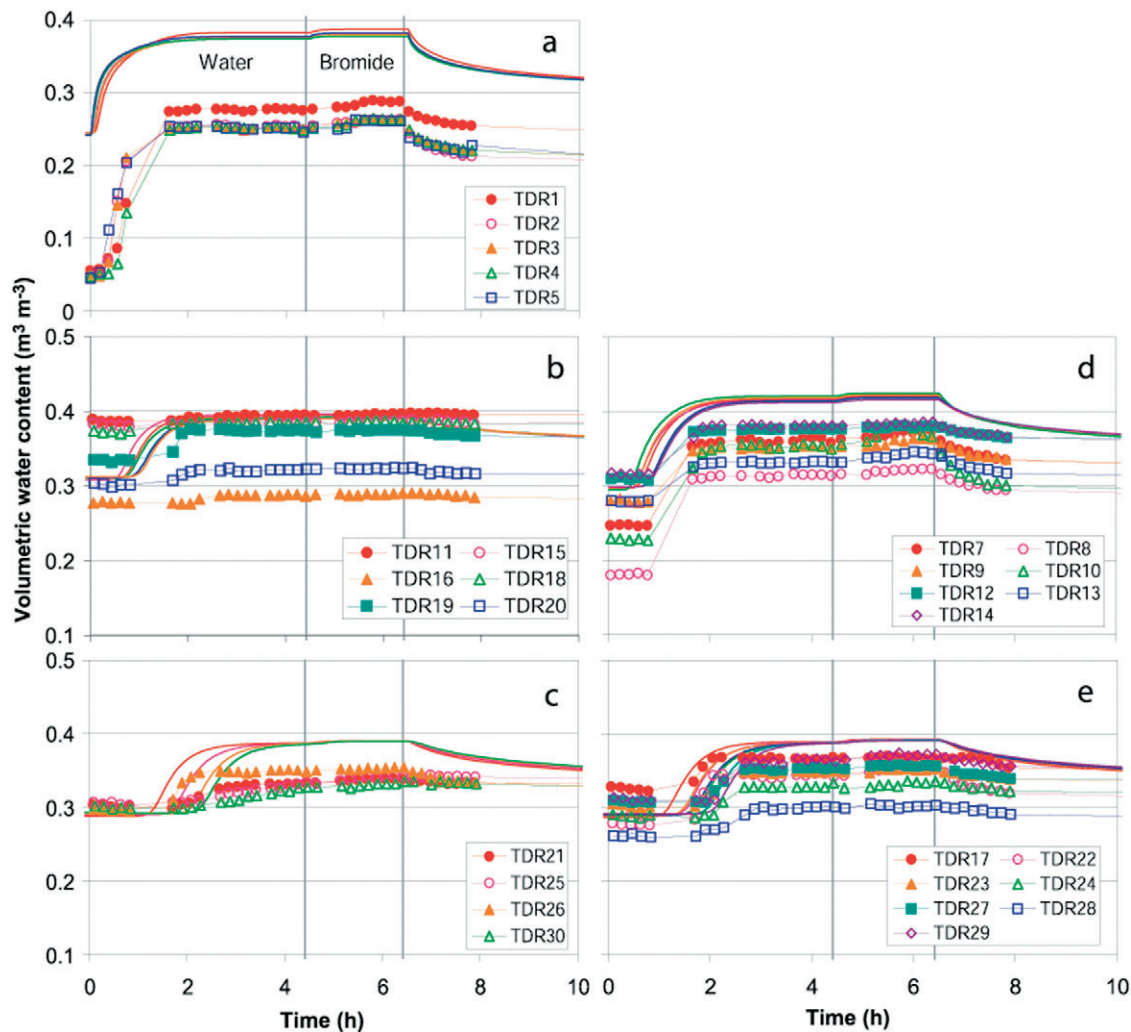 Volumetric water content (m³ m⁻³)
0.4
0.3
0.2
0.1
0
a
Water
Bromide
TDR1
TDR2
TDR3
TDR4
TDR5
0.5
0.4
0.3
0.2
0.1
b
TDR11 TDR15
TDR16 TDR18
TDR19 TDR20
d
TDR7 TDR8
TDR9 TDR10
TDR12 TDR13
TDR14
0.5
0.4
0.3
0.2
0.1
c
TDR21
TDR25
TDR26
TDR30
0 2 4 6 8 10
Time (h)
e
TDR17 TDR22
TDR23 TDR24
TDR27 TDR28
TDR29
0 2 4 6 8 10
Time (h)